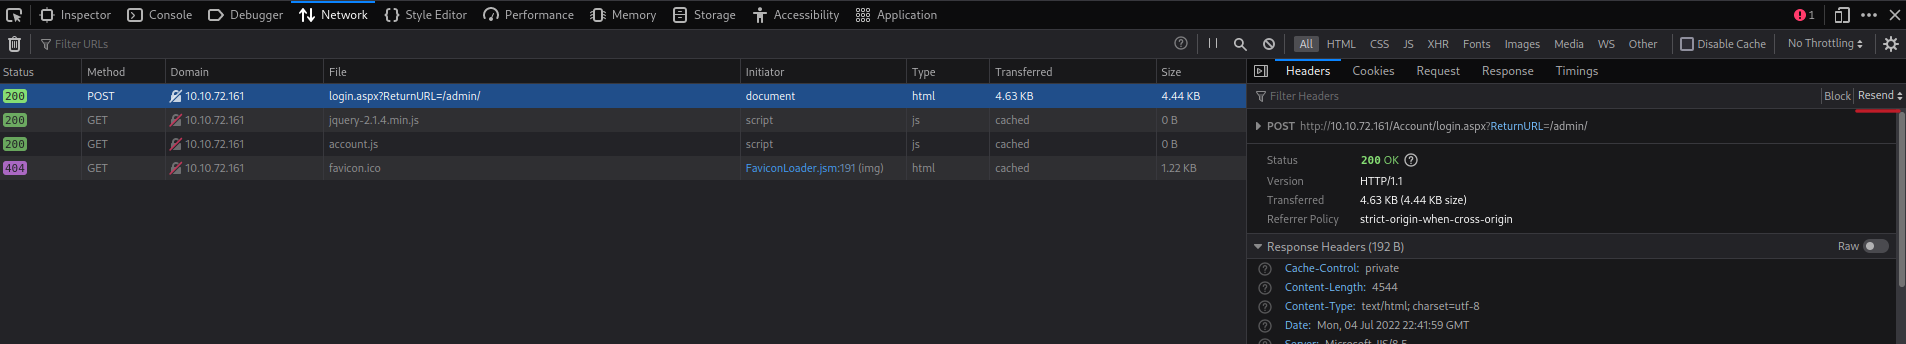 Inspector Console Debugger Network Style Editor Performance Memory Storage Accessibility Application 1
Filter URLs All HTML CSS JS XHR Fonts Images Media WS Other Disable Cache No Throttling
Status Method Domain File Initiator Type Transferred Size
200 POST 10.10.72.161 login.aspx?ReturnURL=/admin/ document html 4.63 KB 4.44 KB
200 GET 10.10.72.161 jquery-2.1.4.min.js script js cached 0 B
200 GET 10.10.72.161 account.js script js cached 0 B
404 GET 10.10.72.161 favicon.ico FaviconLoader.jsm:191 (img) html cached 1.22 KB
Headers Cookies Request Response Timings
Filter Headers Block Resend
POST http://10.10.72.161/Account/login.aspx?ReturnURL=/admin/
Status 200 OK
Version HTTP/1.1
Transferred 4.63 KB (4.44 KB size)
Referrer Policy strict-origin-when-cross-origin
Response Headers (192 B) Raw
Cache-Control: private
Content-Length: 4544
Content-Type: text/html; charset=utf-8
Date: Mon, 04 Jul 2022 22:41:59 GMT
Server: Microsoft-IIS/8.5